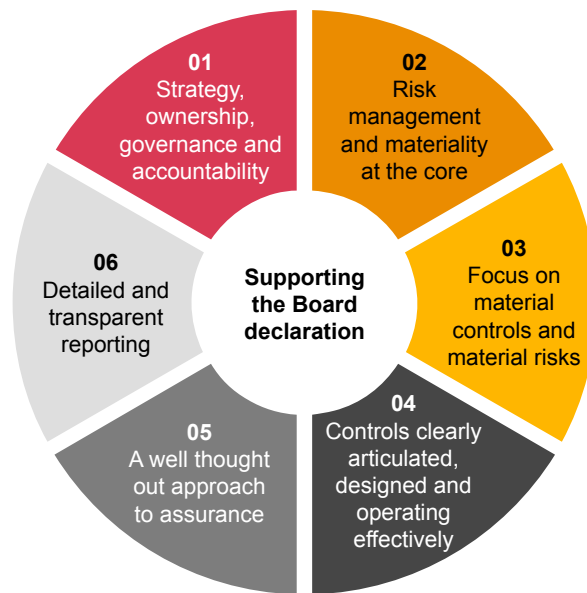 01
Strategy,
ownership,
governance and
accountability
02
Risk
management
and materiality
at the core
03
Focus on
material
controls and
material risks
04
Controls clearly
articulated,
designed and
operating
effectively
05
A well thought
out approach
to assurance
06
Detailed and
transparent
reporting
Supporting
the Board
declaration